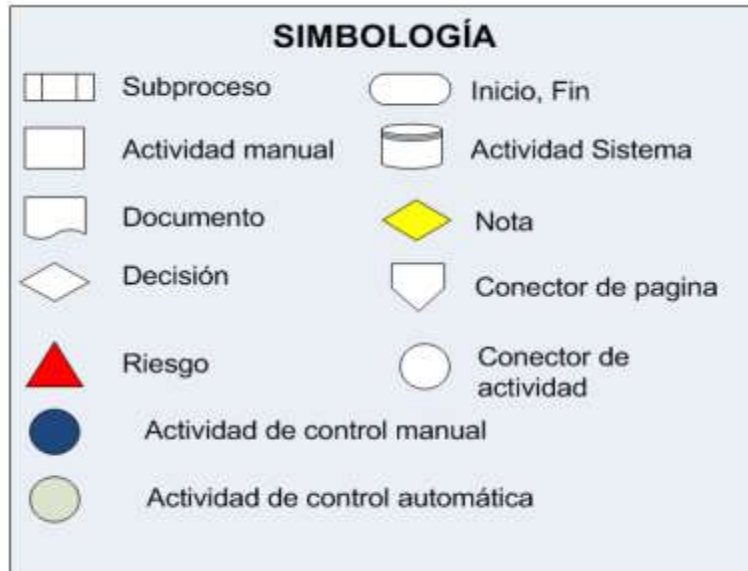 SIMBOLOGÍA
Subproceso
Inicio, Fin
Actividad manual
Actividad Sistema
Documento
Nota
Decisión
Conector de pagina
Riesgo
Conector de
actividad
Actividad de control manual
Actividad de control automática